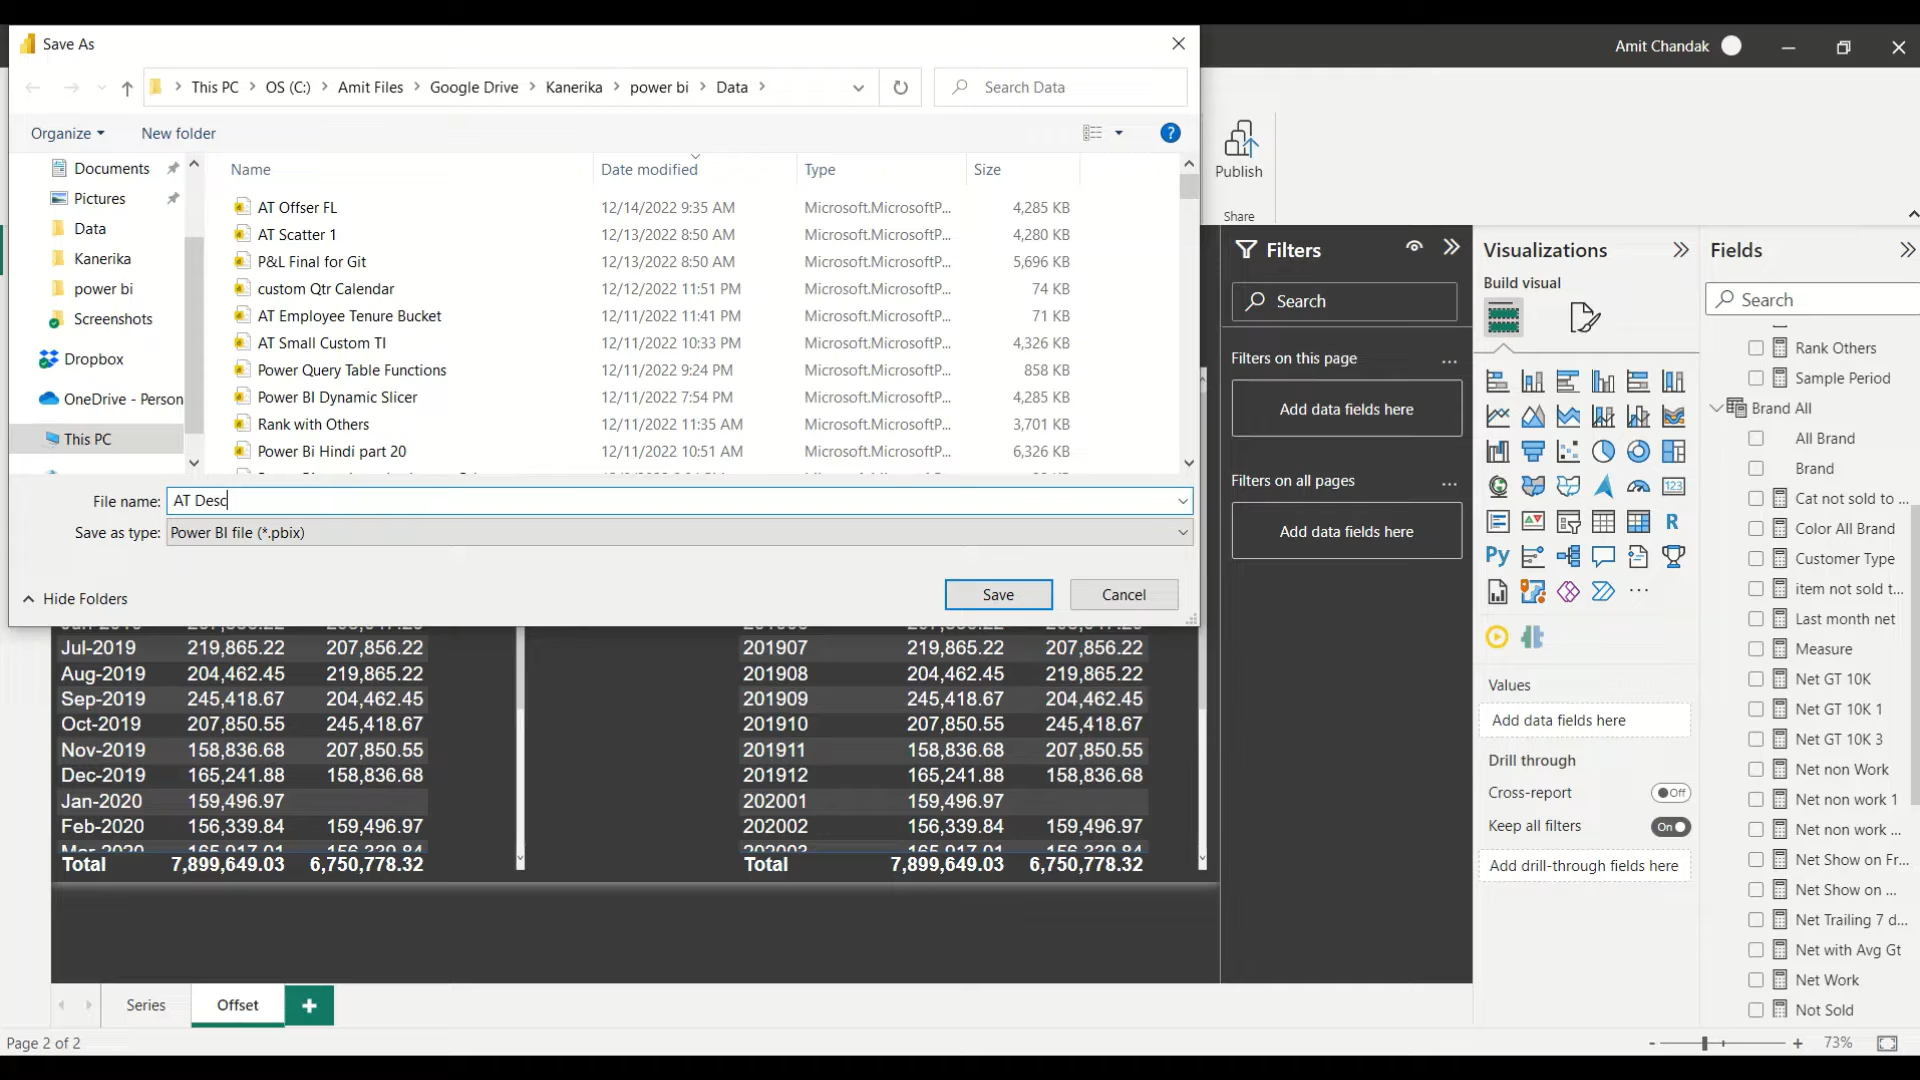 Save As
Amit Chandak
This PC > OS (C:) > Amit Files > Google Drive > Kanerika > power bi > Data >
Search Data
Organize
New folder
?
Publish
Share
Documents
Pictures
Data
Kanerika
power bi
Screenshots
Dropbox
OneDrive - Person
This PC
Name Date modified Type Size
AT Offser FL 12/14/2022 9:35 AM Microsoft.MicrosoftP... 4,285 KB
AT Scatter 1 12/13/2022 8:50 AM Microsoft.MicrosoftP... 4,280 KB
P&L Final for Git 12/13/2022 8:50 AM Microsoft.MicrosoftP... 5,696 KB
custom Qtr Calendar 12/12/2022 11:51 PM Microsoft.MicrosoftP... 74 KB
AT Employee Tenure Bucket 12/11/2022 11:41 PM Microsoft.MicrosoftP... 71 KB
AT Small Custom TI 12/11/2022 10:33 PM Microsoft.MicrosoftP... 4,326 KB
Power Query Table Functions 12/11/2022 9:24 PM Microsoft.MicrosoftP... 858 KB
Power BI Dynamic Slicer 12/11/2022 7:54 PM Microsoft.MicrosoftP... 4,285 KB
Rank with Others 12/11/2022 11:35 AM Microsoft.MicrosoftP... 3,701 KB
Power Bi Hindi part 20 12/11/2022 10:51 AM Microsoft.MicrosoftP... 6,326 KB
File name: AT Desc
Save as type: Power BI file (*.pbix)
Hide Folders
Save
Cancel
Jul-2019 219,865.22 207,856.22
Aug-2019 204,462.45 219,865.22
Sep-2019 245,418.67 204,462.45
Oct-2019 207,850.55 245,418.67
Nov-2019 158,836.68 207,850.55
Dec-2019 165,241.88 158,836.68
Jan-2020 159,496.97
Feb-2020 156,339.84 159,496.97
Mar-2020 165,917.01 156,339.84
Total 7,899,649.03 6,750,778.32
201907 219,865.22 207,856.22
201908 204,462.45 219,865.22
201909 245,418.67 204,462.45
201910 207,850.55 245,418.67
201911 158,836.68 207,850.55
201912 165,241.88 158,836.68
202001 159,496.97
202002 156,339.84 159,496.97
202003 165,917.01 156,339.84
Total 7,899,649.03 6,750,778.32
Filters
Search
Filters on this page ...
Add data fields here
Filters on all pages ...
Add data fields here
Visualizations
Build visual
123
R
Py
...
Values
Add data fields here
Drill through
Cross-report Off
Keep all filters On
Add drill-through fields here
Fields
Search
Rank Others
Sample Period
Brand All
All Brand
Brand
Cat not sold to ...
Color All Brand
Customer Type
item not sold t...
Last month net
Measure
Net GT 10K
Net GT 10K 1
Net GT 10K 3
Net non Work
Net non work 1
Net non work ...
Net Show on Fr...
Net Show on ...
Net Trailing 7 d...
Net with Avg Gt
Net Work
Not Sold
Series
Offset
+
Page 2 of 2
- + 73%